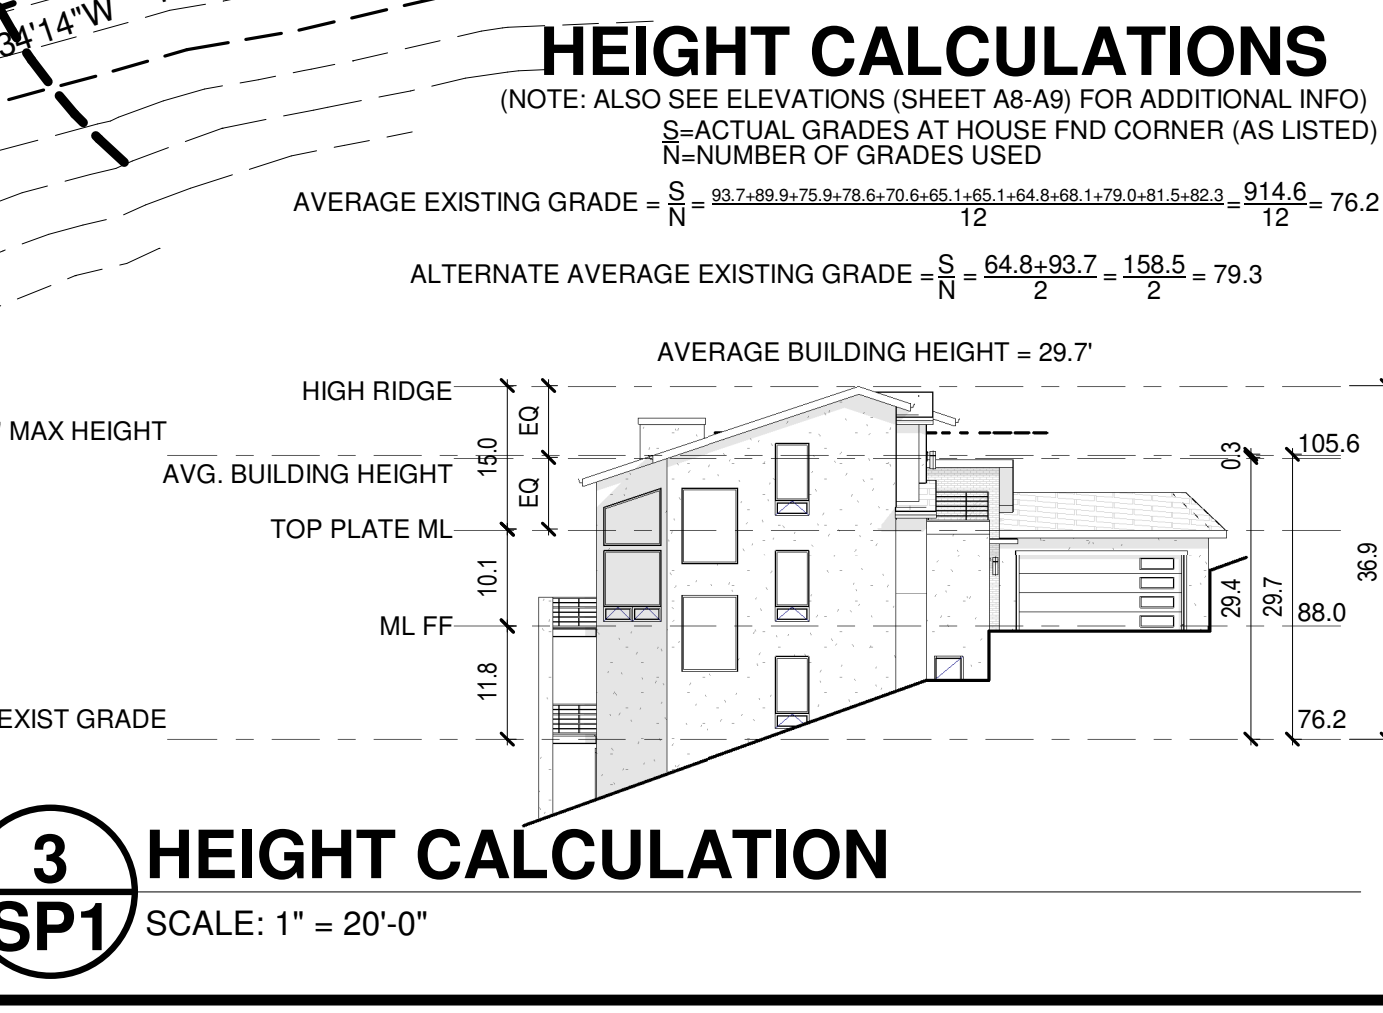 34'14"W
HEIGHT CALCULATIONS
(NOTE: ALSO SEE ELEVATIONS (SHEET A8-A9) FOR ADDITIONAL INFO)
S=ACTUAL GRADES AT HOUSE FND CORNER (AS LISTED)
N=NUMBER OF GRADES USED
AVERAGE EXISTING GRADE = S/N = 93.7+89.9+75.9+78.6+70.6+65.1+65.1+64.8+68.1+79.0+81.5+82.3/12 = 914.6/12 = 76.2
ALTERNATE AVERAGE EXISTING GRADE = S/N = 64.8+93.7/2 = 158.5/2 = 79.3
AVERAGE BUILDING HEIGHT = 29.7'
HIGH RIDGE
' MAX HEIGHT
AVG. BUILDING HEIGHT
TOP PLATE ML
ML FF
EXIST GRADE
15.0
10.1
11.8
EQ
EQ
0.3
29.4
29.7
105.6
88.0
76.2
36.9
3
SP1
HEIGHT CALCULATION
SCALE: 1" = 20'-0"